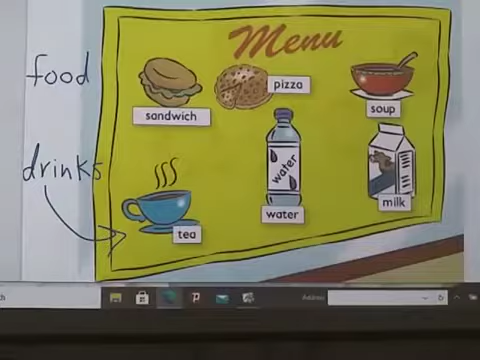 Menu
food
pizza
sandwich
soup
water
drinks
water
milk
tea
Address